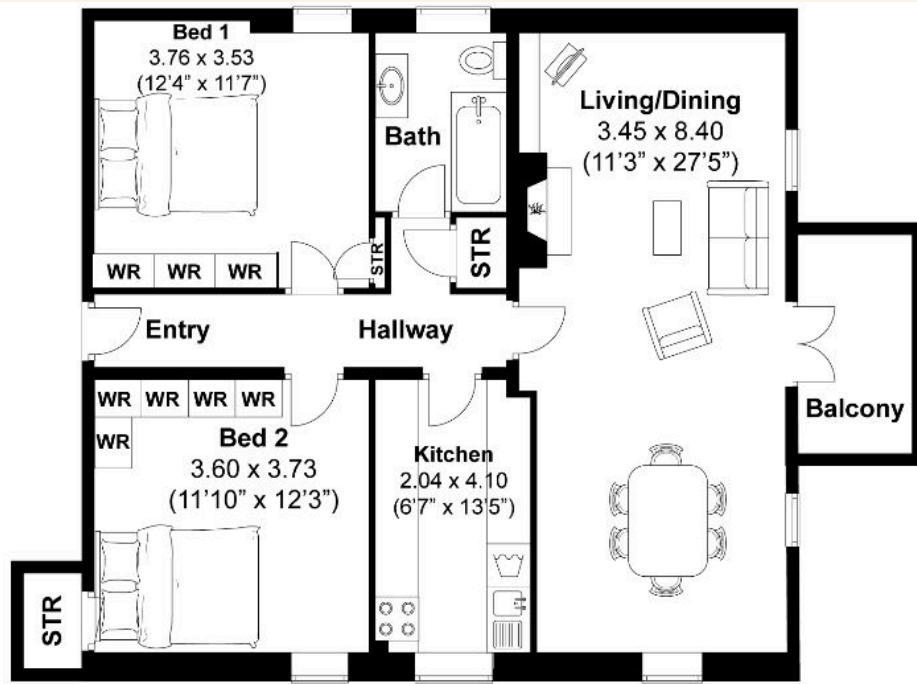 Bed 1
3.76 x 3.53
(12'4” x 11'7”)
Bath
Living/Dining
3.45 x 8.40
(11'3” x 27'5”)
WR WR WR
STR
STR
Entry
Hallway
Balcony
WR WR WR WR
WR
Bed 2
3.60 x 3.73
(11'10” x 12'3”)
Kitchen
2.04 x 4.10
(6'7” x 13'5”)
STR